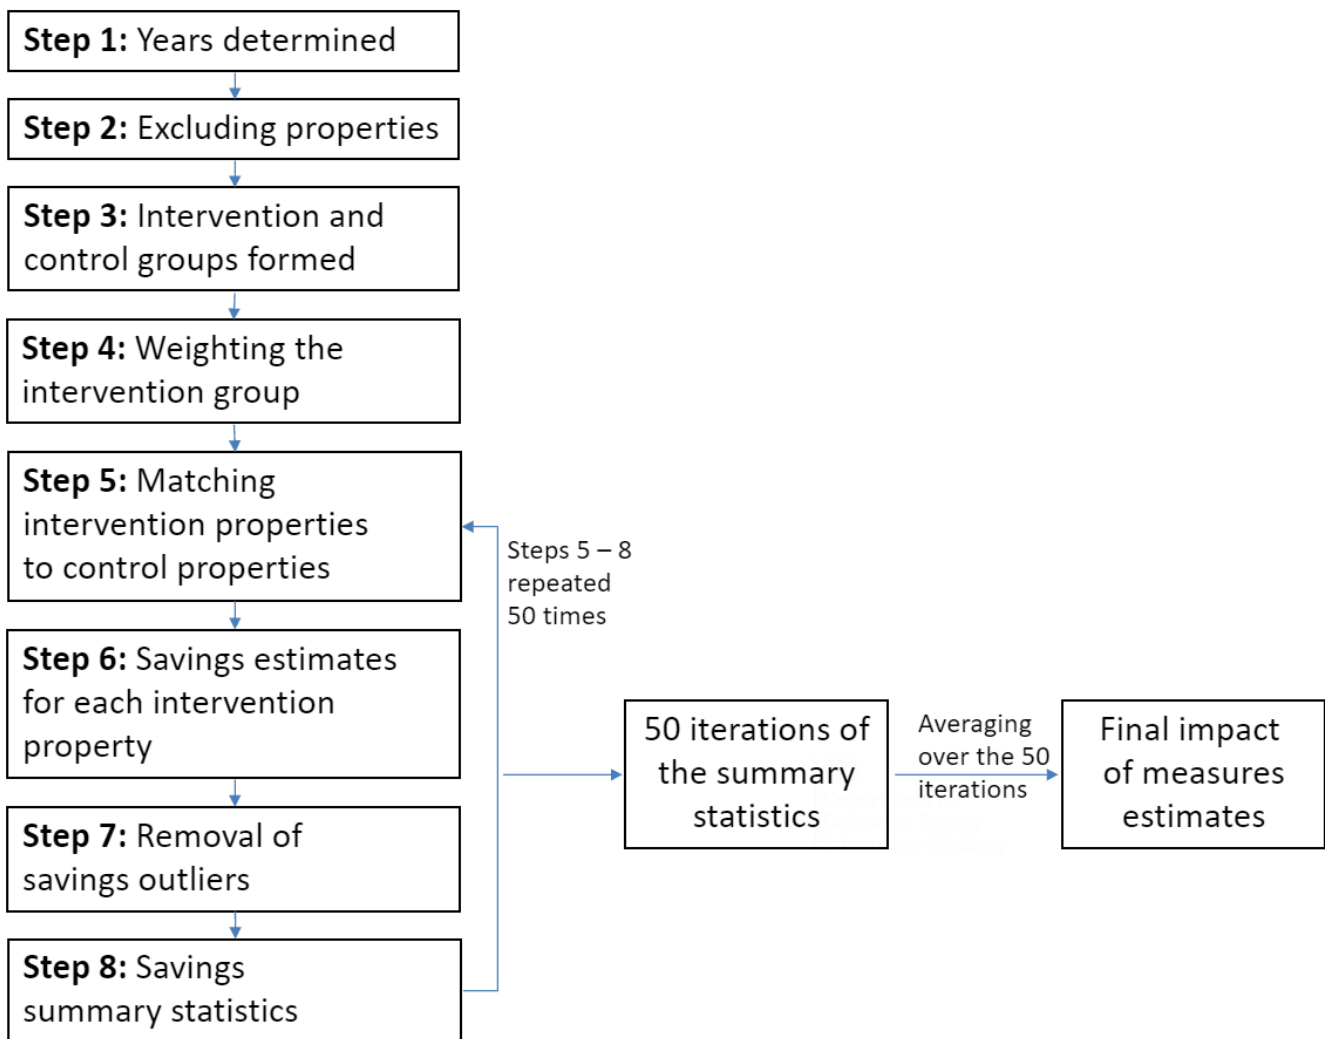 Step 1: Years determined
Step 2: Excluding properties
Step 3: Intervention and
control groups formed
Step 4: Weighting the
intervention group
Step 5: Matching
intervention properties
to control properties
Step 6: Savings estimates
for each intervention
property
Step 7: Removal of
savings outliers
Step 8: Savings
summary statistics
Steps 5 – 8
repeated
50 times
50 iterations of
the summary
statistics
Averaging
over the 50
iterations
Final impact
of measures
estimates